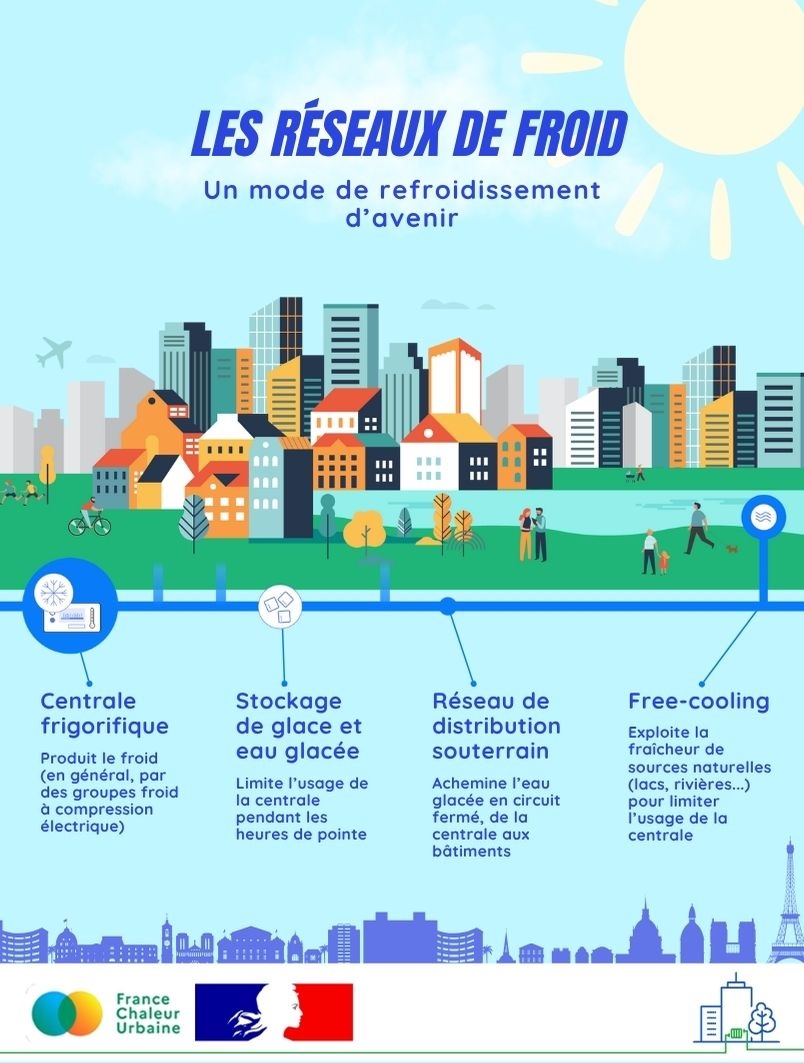 LES RÉSEAUX DE FROID
Un mode de refroidissement
d'avenir
Centrale
frigorifique
Produit le froid
(en général, par
des groupes froid
à compression
électrique)
Stockage
de glace et
eau glacée
Limite l'usage de
la centrale
pendant les
heures de pointe
Réseau de
distribution
souterrain
Achemine l'eau
glacée en circuit
fermé, de la
centrale aux
bâtiments
Free-cooling
Exploite la
fraîcheur de
sources naturelles
(lacs, rivières...)
pour limiter
l'usage de la
centrale
France
Chaleur
Urbaine